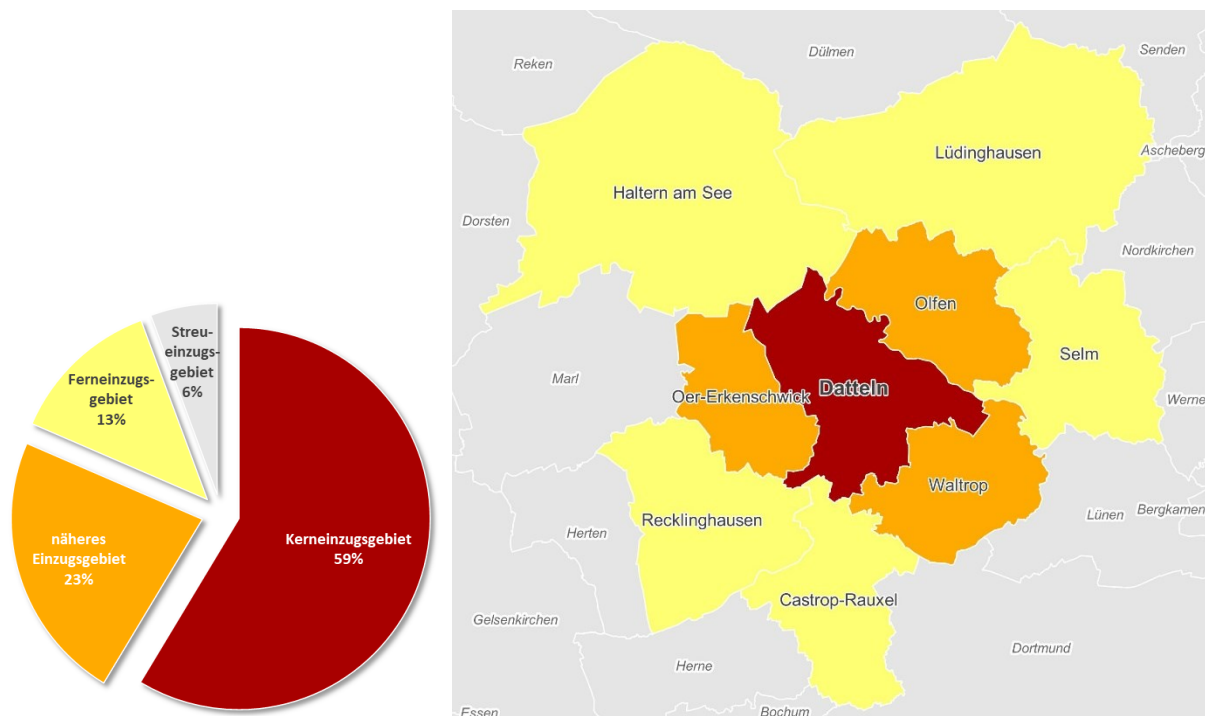 Streu-
einzugs-
gebiet
6%
Ferneinzugs-
gebiet
13%
näheres
Einzugsgebiet
23%
Kerneinzugsgebiet
59%
Reken
Dülmen
Senden
Lüdinghausen
Ascheberg
Haltern am See
Dorsten
Nordkirchen
Olfen
Selm
Marl
Datteln
Oer-Erkenschwick
Werne
Waltrop
Recklinghausen
Bergkamen
Lünen
Herten
Castrop-Rauxel
Gelsenkirchen
Dortmund
Herne
Essen
Bochum